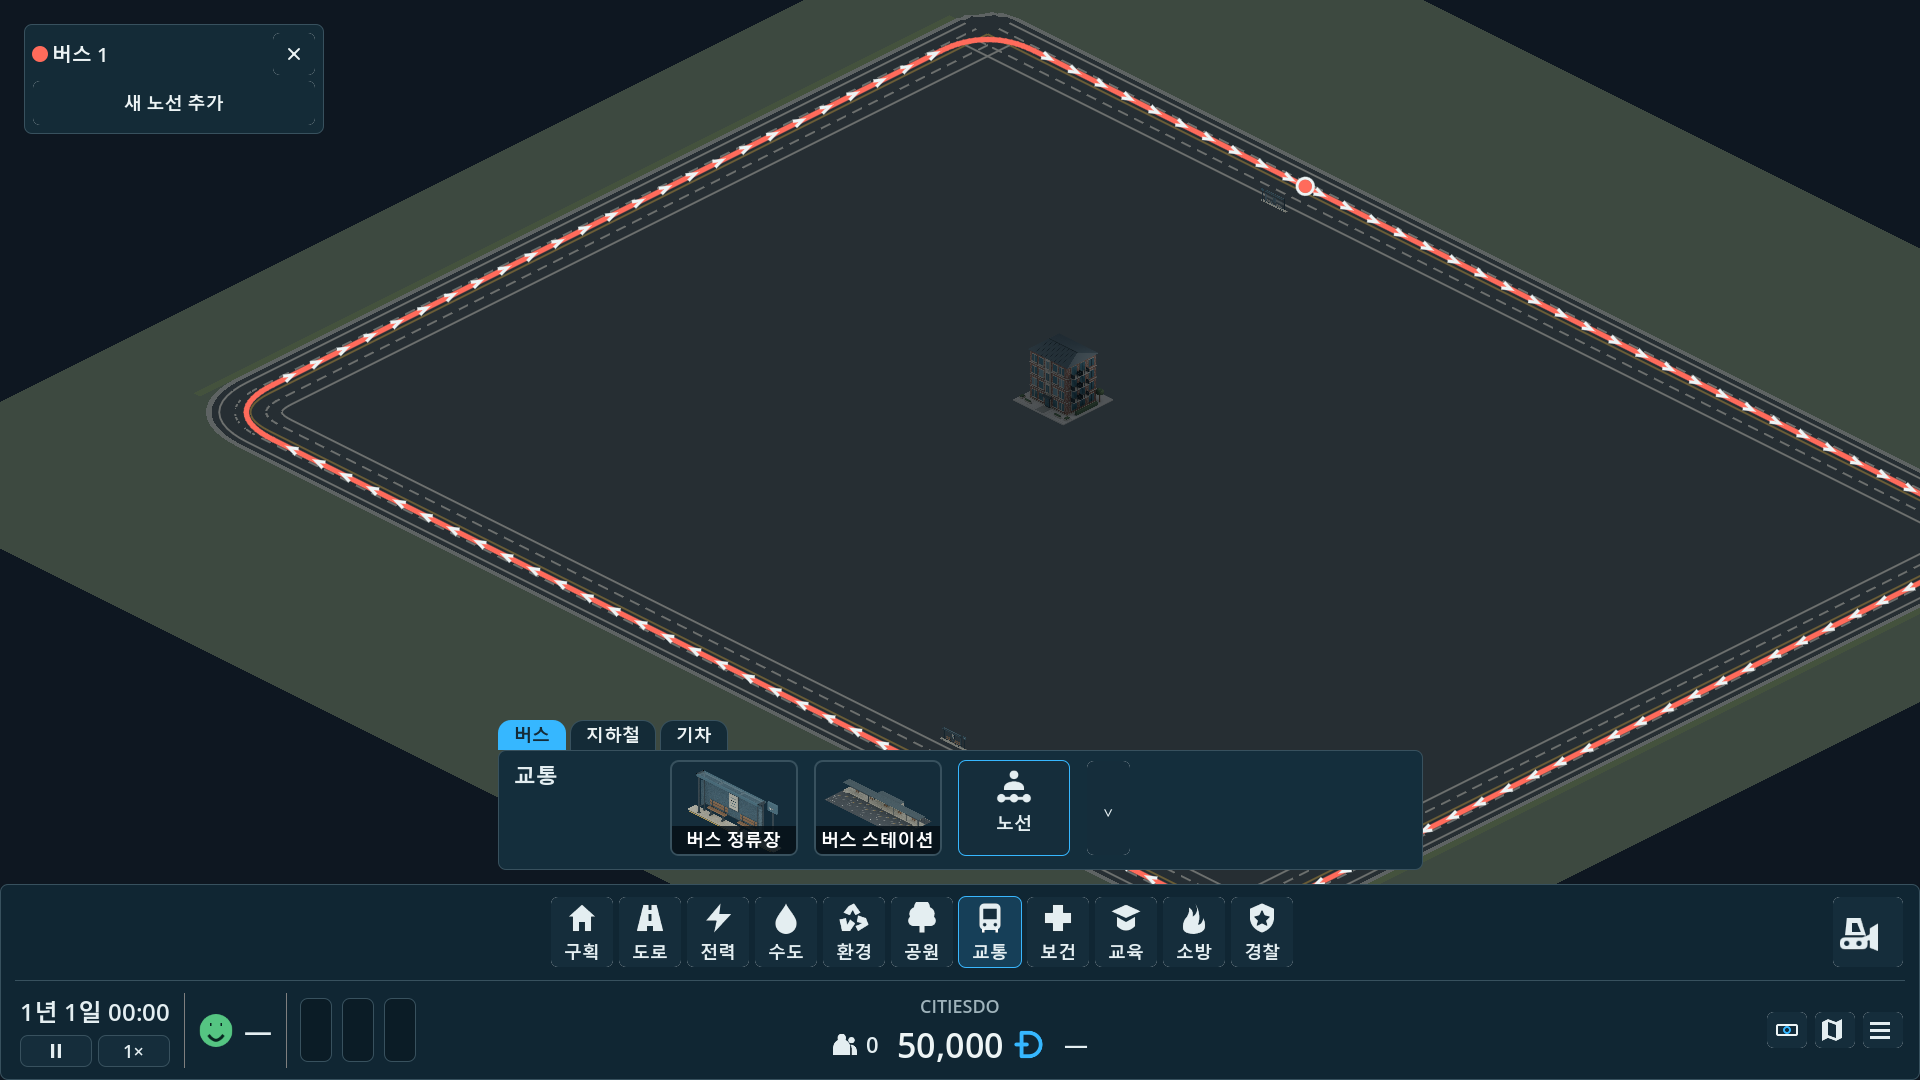 버스 1
새 노선 추가
버스
지하철
기차
교통
버스 정류장
버스 스테이션
노선
구획
도로
전력
수도
환경
공원
교통
보건
교육
소방
경찰
1년 1일 00:00
1×
CITIESDO
0
50,000